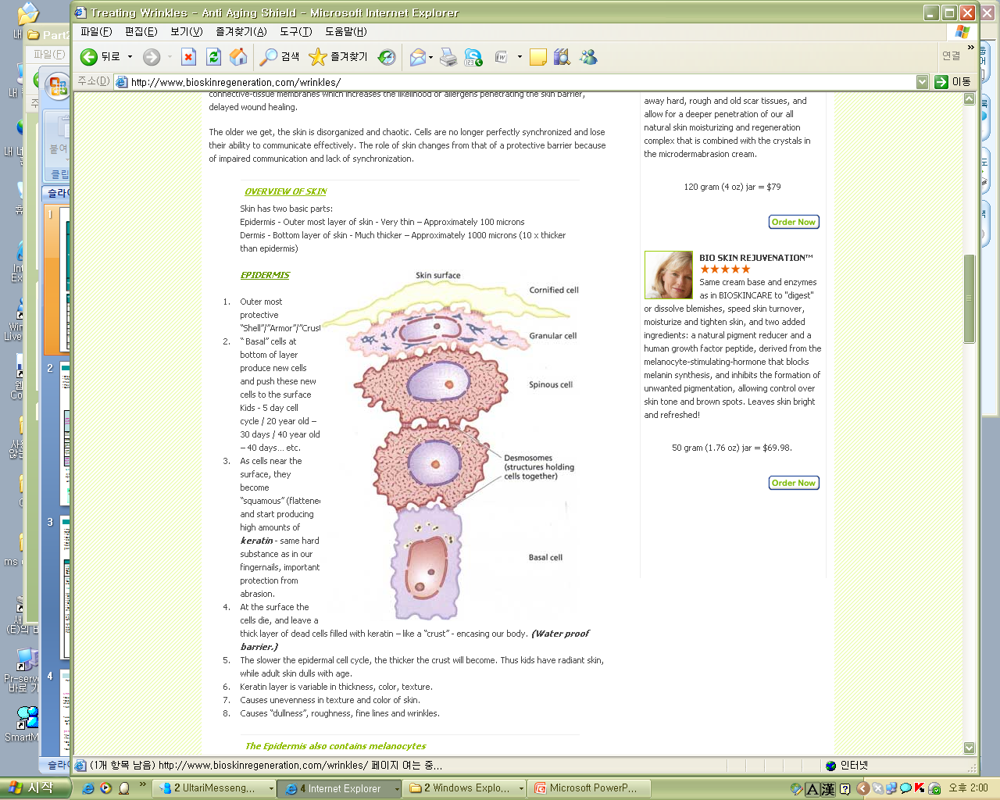 Treating Wrinkles - Anti Aging Shield - Microsoft Internet Explorer
파일(F) 편집(E) 보기(V) 즐겨찾기(A) 도구(T) 도움말(H)
뒤로 검색 즐겨찾기 연결
주소(D) http://www.bioskinregeneration.com/wrinkles/ 이동
connective-tissue membranes which increases the likelihood of allergens penetrating the skin barrier,
delayed wound healing.
The older we get, the skin is disorganized and chaotic. Cells are no longer perfectly synchronized and lose
their ability to communicate effectively. The role of skin changes from that of a protective barrier because
of impaired communication and lack of synchronization.
OVERVIEW OF SKIN
Skin has two basic parts:
Epidermis - Outer most layer of skin - Very thin – Approximately 100 microns
Dermis - Bottom layer of skin - Much thicker – Approximately 1000 microns (10 x thicker
than epidermis)
EPIDERMIS
1. Outer most
protective
“Shell”/”Armor”/”Crust
2. “ Basal” cells at
bottom of layer
produce new cells
and push these new
cells to the surface
Kids - 5 day cell
cycle / 20 year old –
30 days / 40 year old
– 40 days... etc.
3. As cells near the
surface, they
become
“squamous” (flattene
and start producing
high amounts of
keratin - same hard
substance as in our
fingernails, important
protection from
abrasion.
4. At the surface the
cells die, and leave a
thick layer of dead cells filled with keratin – like a “crust” - encasing our body. (Water proof
barrier.)
5. The slower the epidermal cell cycle, the thicker the crust will become. Thus kids have radiant skin,
while adult skin dulls with age.
6. Keratin layer is variable in thickness, color, texture.
7. Causes unevenness in texture and color of skin.
8. Causes “dullness”, roughness, fine lines and wrinkles.
The Epidermis also contains melanocytes
Skin surface
Cornified cell
Granular cell
Spinous cell
Desmosomes
(structures holding
cells together)
Basal cell
away hard, rough and old scar tissues, and
allow for a deeper penetration of our all
natural skin moisturizing and regeneration
complex that is combined with the crystals in
the microdermabrasion cream.
120 gram (4 oz) jar = $79
Order Now
BIO SKIN REJUVENATION™
Same cream base and enzymes
as in BIOSKINCARE to "digest"
or dissolve blemishes, speed skin turnover,
moisturize and tighten skin, and two added
ingredients: a natural pigment reducer and a
human growth factor peptide, derived from the
melanocyte-stimulating-hormone that blocks
melanin synthesis, and inhibits the formation of
unwanted pigmentation, allowing control over
skin tone and brown spots. Leaves skin bright
and refreshed!
50 gram (1.76 oz) jar = $69.98.
Order Now
(1개 항목 남음) http://www.bioskinregeneration.com/wrinkles/ 페이지 여는 중... 인터넷
시작 2 UltariMesseng... 4 Internet Explorer 2 Windows Explo... Microsoft PowerP... A 漢 오후 2:00
파일(F)
클립
슬라이
1
2
3
4
슬라이
SmartM